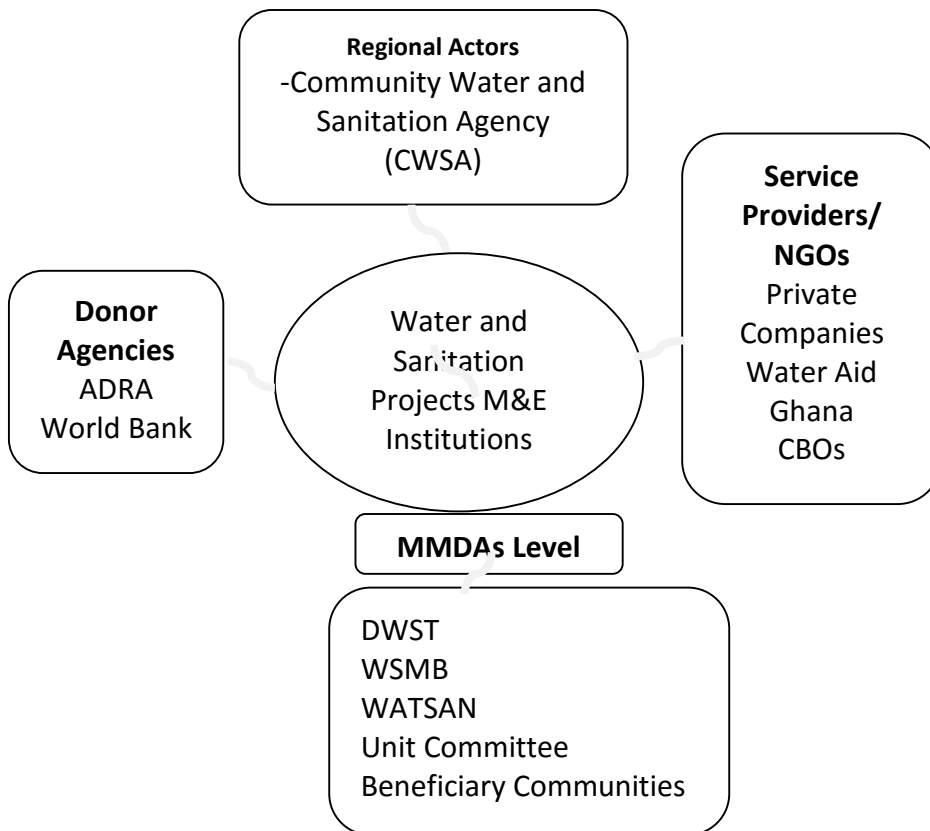 Regional Actors
-Community Water and
Sanitation Agency
(CWSA)
Service
Providers/
NGOs
Private
Companies
Water Aid
Ghana
CBOs
Donor
Agencies
ADRA
World Bank
Water and
Sanitation
Projects M&E
Institutions
MMDAs Level
DWST
WSMB
WATSAN
Unit Committee
Beneficiary Communities